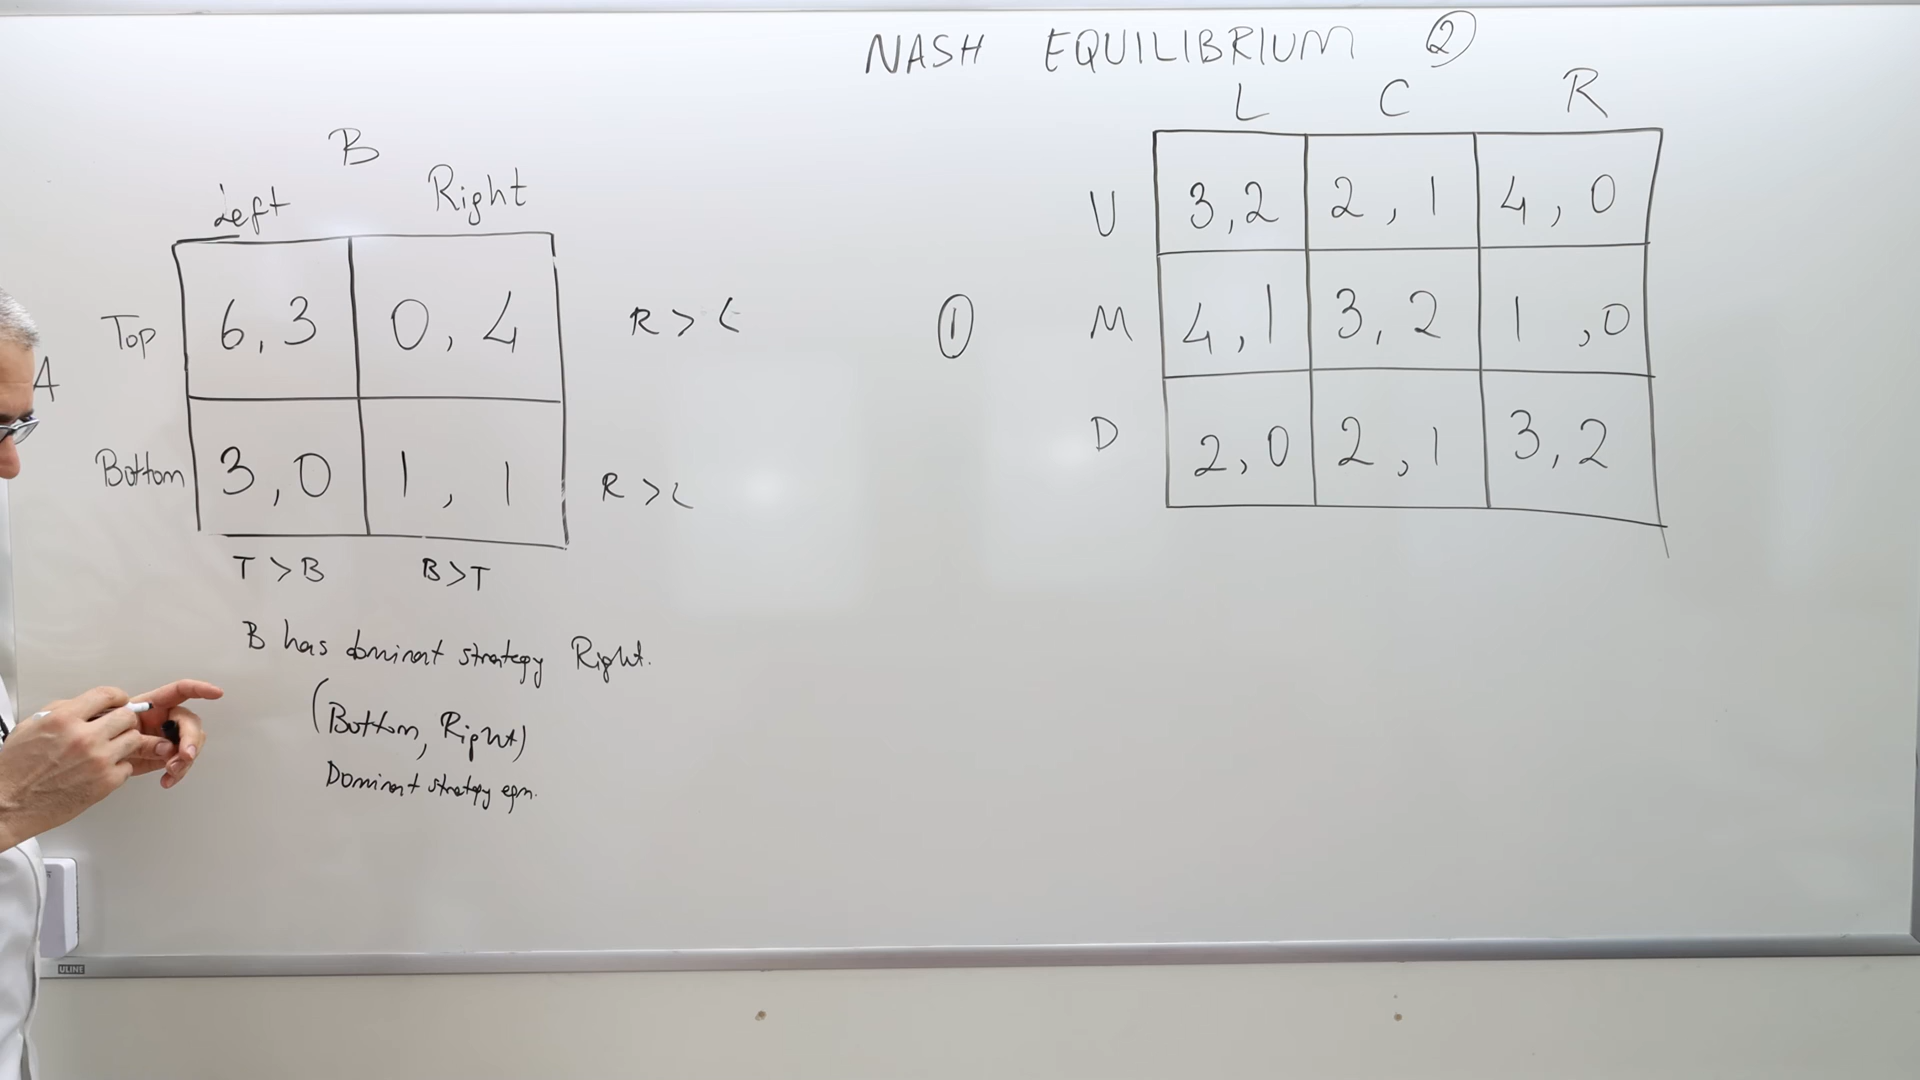 NASH EQUILIBRIUM ②
B
Left Right
A
Top 6, 3 0, 4 R > L
Bottom 3, 0 1, 1 R > L
T > B B > T
B has dominant strategy Right.
(Bottom, Right)
Dominant strategy eqm.
①
L C R
U 3, 2 2, 1 4, 0
M 4, 1 3, 2 1, 0
D 2, 0 2, 1 3, 2
ULINE